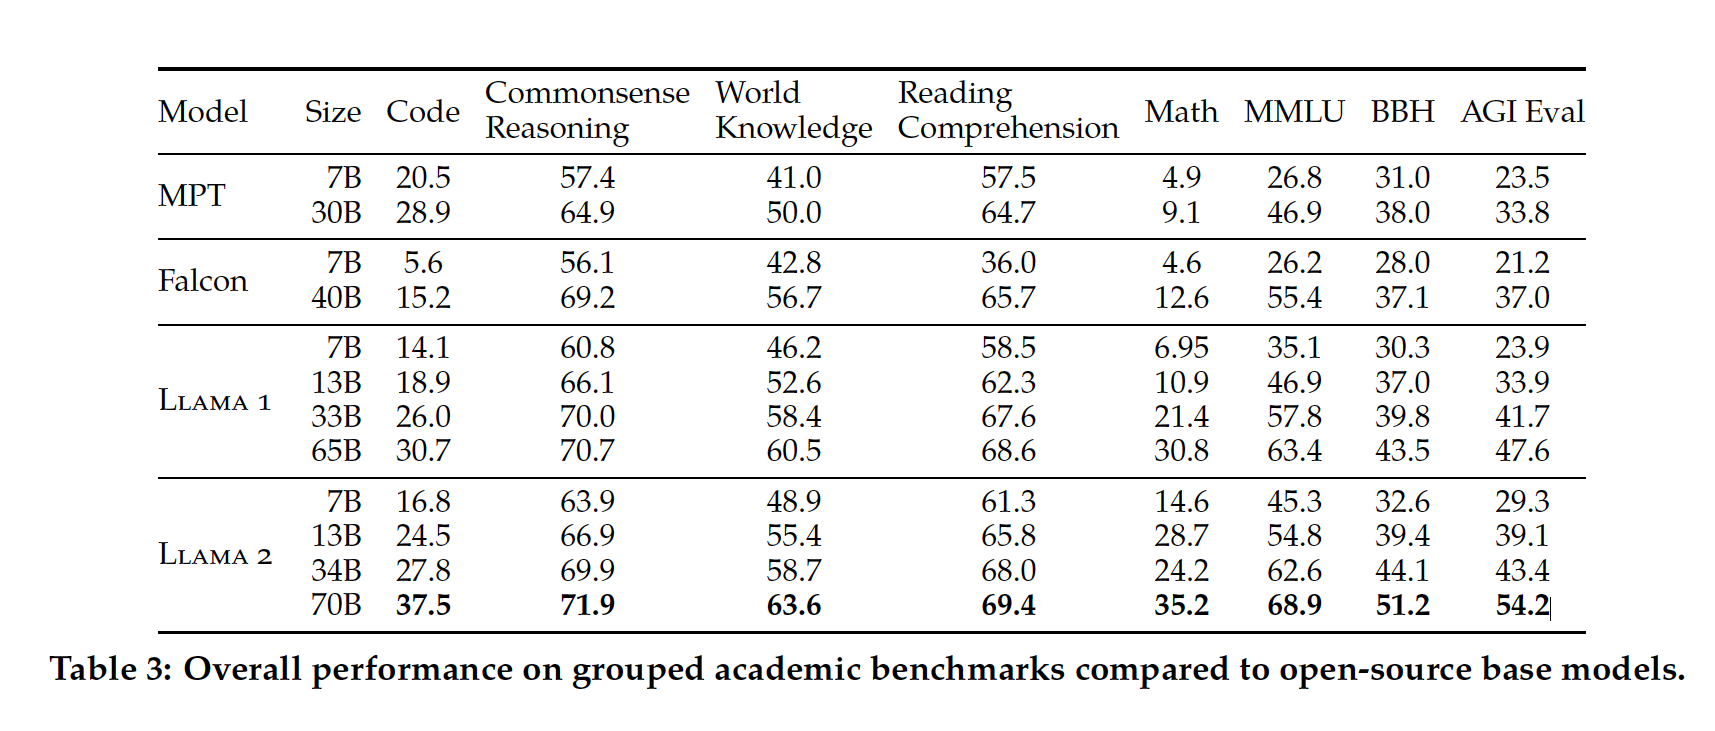 Model Size Code Commonsense Reasoning World Knowledge Reading Comprehension Math MMLU BBH AGI Eval
MPT 7B 20.5 57.4 41.0 57.5 4.9 26.8 31.0 23.5
30B 28.9 64.9 50.0 64.7 9.1 46.9 38.0 33.8
Falcon 7B 5.6 56.1 42.8 36.0 4.6 26.2 28.0 21.2
40B 15.2 69.2 56.7 65.7 12.6 55.4 37.1 37.0
LLAMA 1 7B 14.1 60.8 46.2 58.5 6.95 35.1 30.3 23.9
13B 18.9 66.1 52.6 62.3 10.9 46.9 37.0 33.9
33B 26.0 70.0 58.4 67.6 21.4 57.8 39.8 41.7
65B 30.7 70.7 60.5 68.6 30.8 63.4 43.5 47.6
LLAMA 2 7B 16.8 63.9 48.9 61.3 14.6 45.3 32.6 29.3
13B 24.5 66.9 55.4 65.8 28.7 54.8 39.4 39.1
34B 27.8 69.9 58.7 68.0 24.2 62.6 44.1 43.4
70B 37.5 71.9 63.6 69.4 35.2 68.9 51.2 54.2
Table 3: Overall performance on grouped academic benchmarks compared to open-source base models.